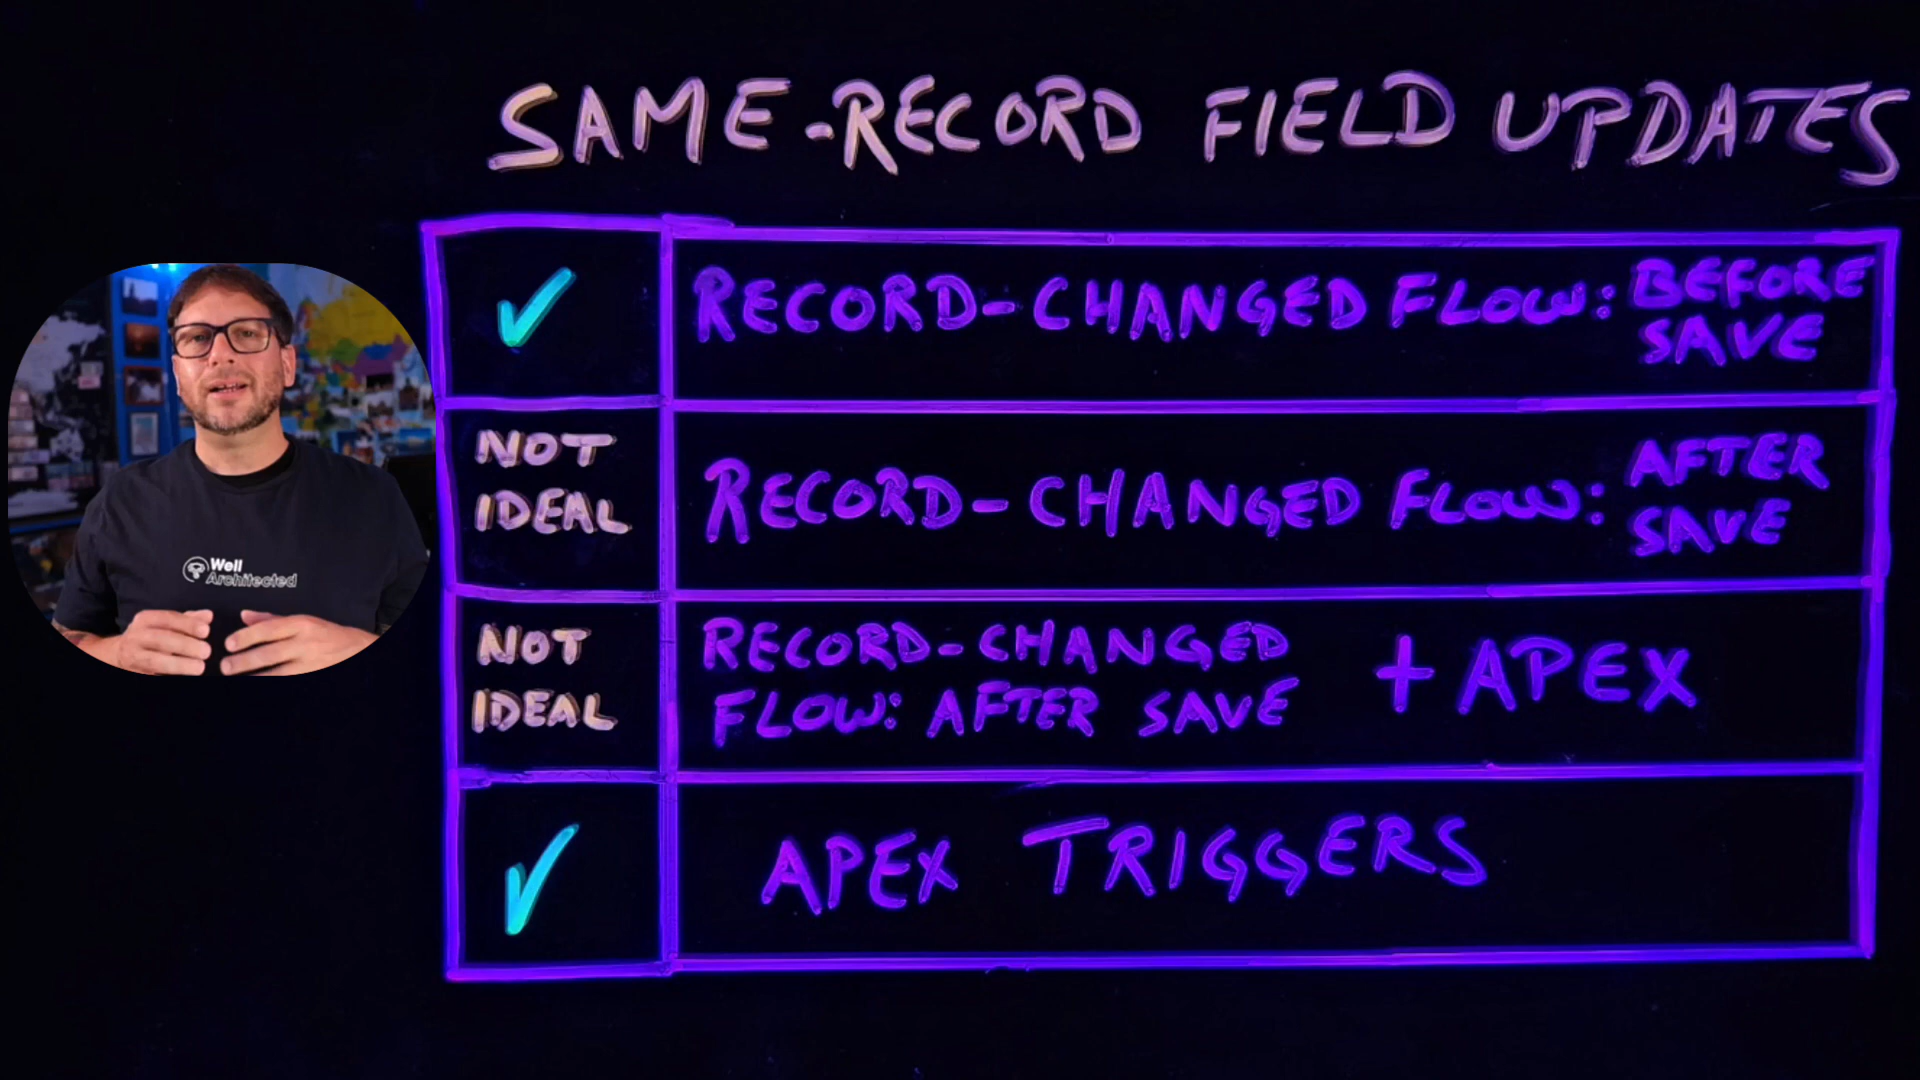 SAME-RECORD FIELD UPDATES
RECORD-CHANGED FLOW: BEFORE
SAVE
NOT
IDEAL
RECORD-CHANGED FLOW: AFTER
SAVE
NOT
IDEAL
RECORD-CHANGED
FLOW: AFTER SAVE + APEX
APEX TRIGGERS
Well
Architected